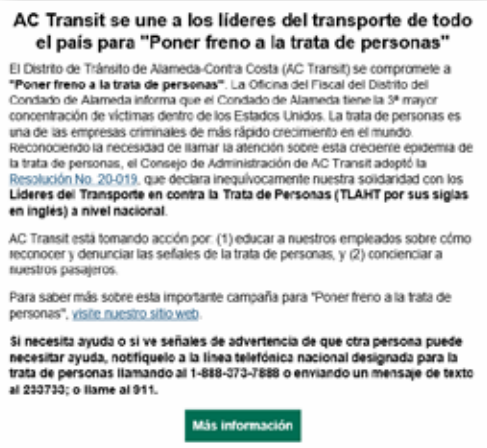 AC Transit se une a los líderes del transporte de todo
el país para "Poner freno a la trata de personas"
El Distrito de Tránsito de Alameda-Contra Costa (AC Transit) se compromete a
"Poner freno a la trata de personas". La Oficina del Fiscal del Distrito del
Condado de Alameda informa que el Condado de Alameda tiene la 3ª mayor
concentración de víctimas dentro de los Estados Unidos. La trata de personas es
una de las empresas criminales de más rápido crecimiento en el mundo.
Reconociendo la necesidad de llamar la atención sobre esta creciente epidemia de
la trata de personas, el Consejo de Administración de AC Transit adoptó la
Resolución No. 20-019, que declara inequívocamente nuestra solidaridad con los
Líderes del Transporte en contra la Trata de Personas (TLAHT por sus siglas
en inglés) a nivel nacional.
AC Transit está tomando acción por: (1) educar a nuestros empleados sobre cómo
reconocer y denunciar las señales de la trata de personas, y (2) concienciar a
nuestros pasajeros.
Para saber más sobre esta importante campaña para "Poner freno a la trata de
personas", visite nuestro sitio web.
Si necesita ayuda o si ve señales de advertencia de que otra persona puede
necesitar ayuda, notifíquelo a la línea telefónica nacional designada para la
trata de personas llamando al 1-888-373-7888 o enviando un mensaje de texto
al 233733; o llame al 911.
Más información